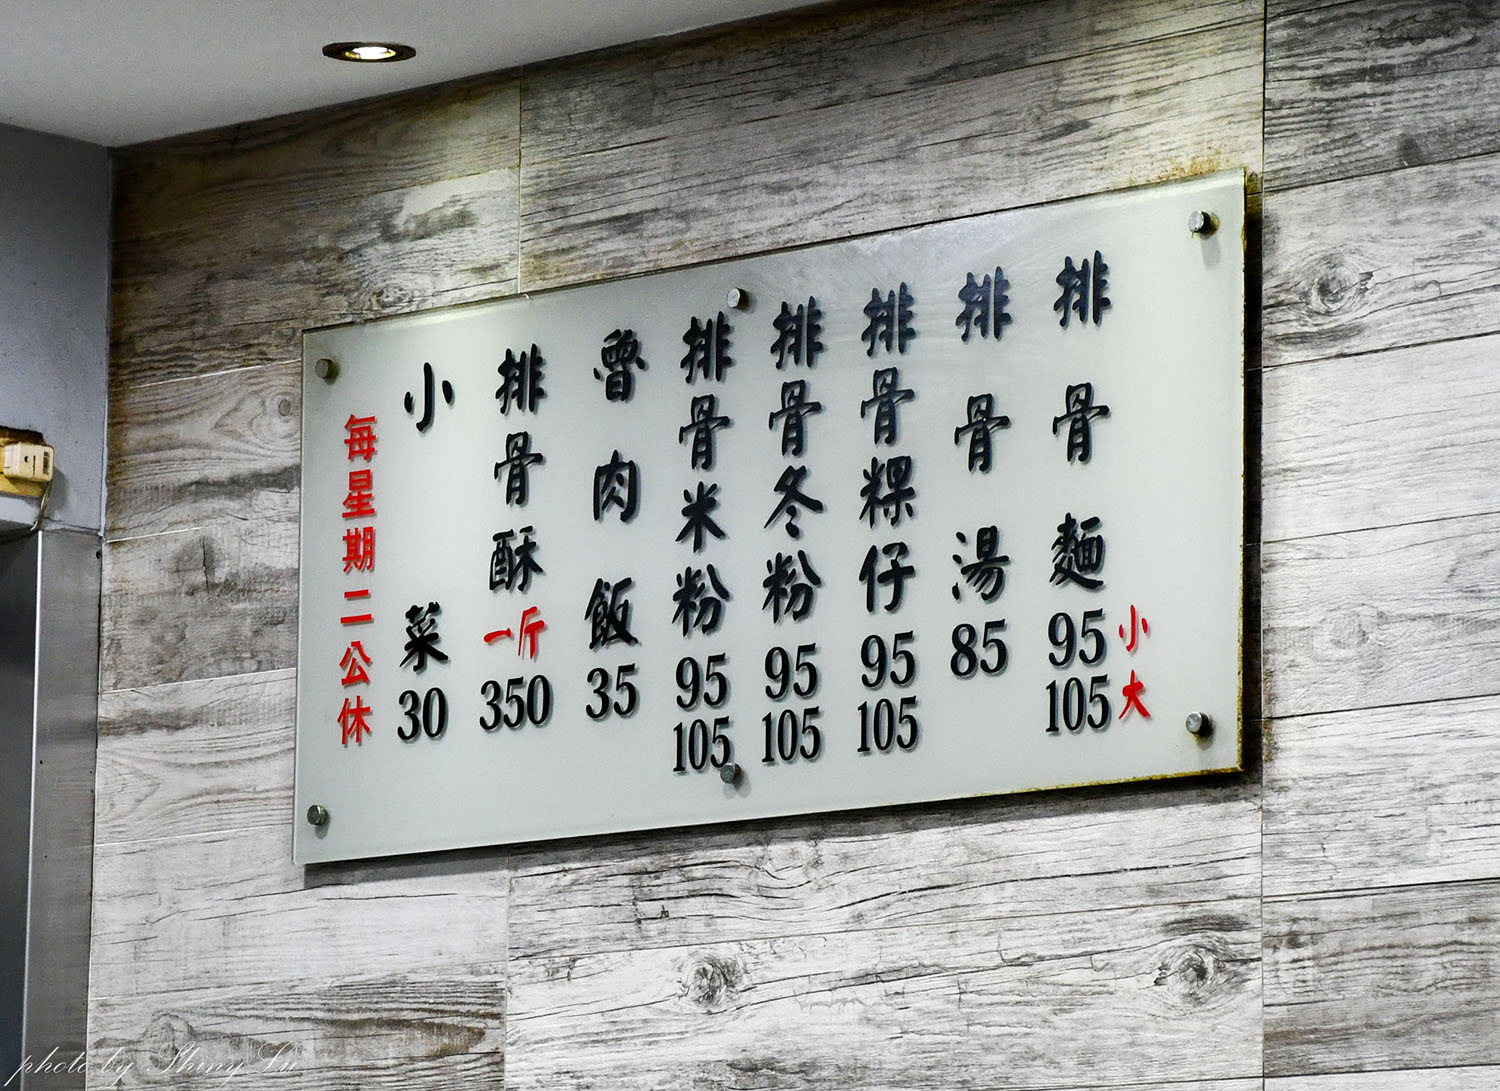 排骨麵 95 小
105 大
排骨湯 85
排骨粿仔 95
105
排骨冬粉 95
105
排骨米粉 95
105
魯肉飯 35
排骨酥 一斤 350
小菜 30
每星期二公休
photo by Shiny Lu